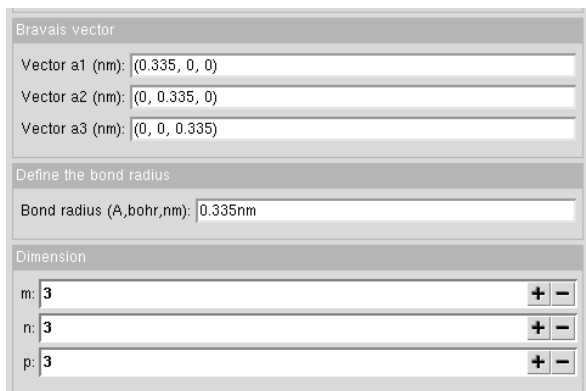 Bravais vector
Vector a1 (nm): (0.335, 0, 0)
Vector a2 (nm): (0, 0.335, 0)
Vector a3 (nm): (0, 0, 0.335)
Define the bond radius
Bond radius (A,bohr,nm): 0.335nm
Dimension
m: 3
n: 3
p: 3